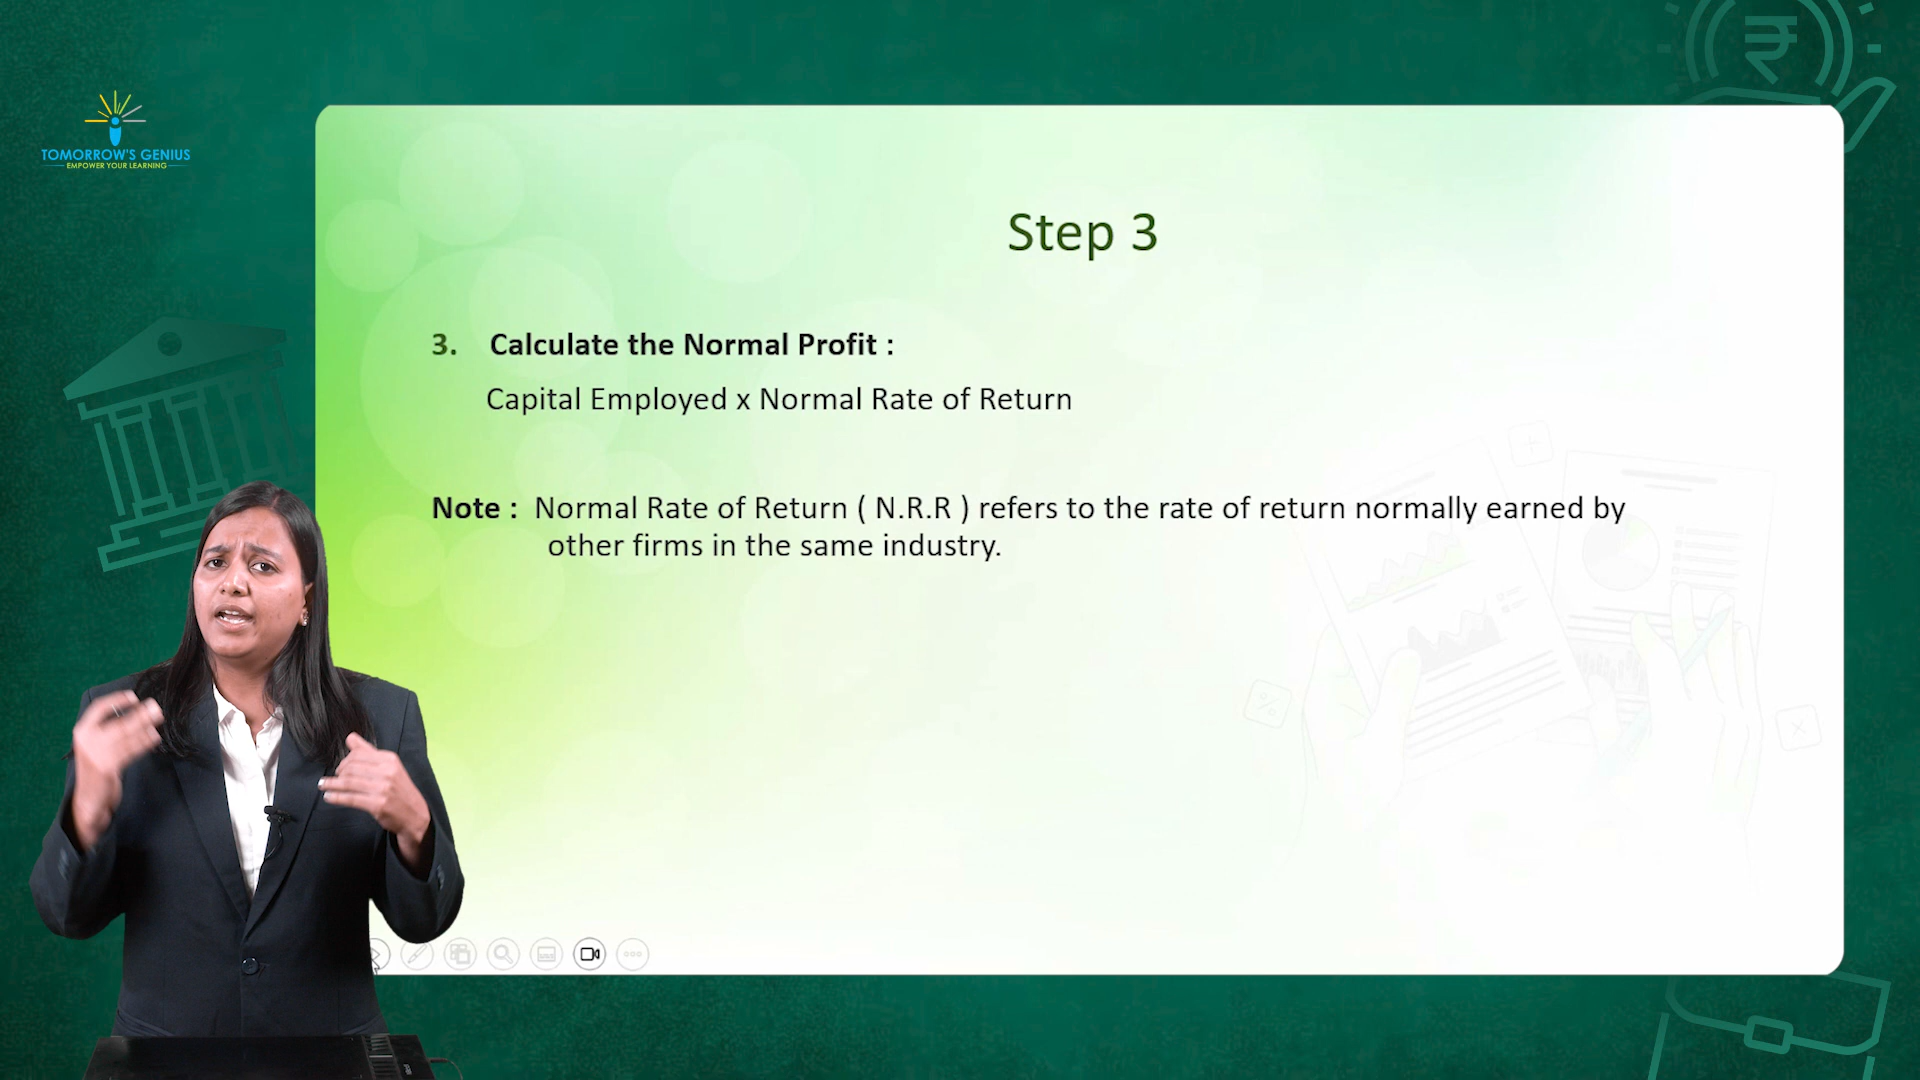 TOMORROW'S GENIUS
EMPOWER YOUR LEARNING
Step 3
3. Calculate the Normal Profit :
Capital Employed x Normal Rate of Return
Note : Normal Rate of Return ( N.R.R ) refers to the rate of return normally earned by
other firms in the same industry.